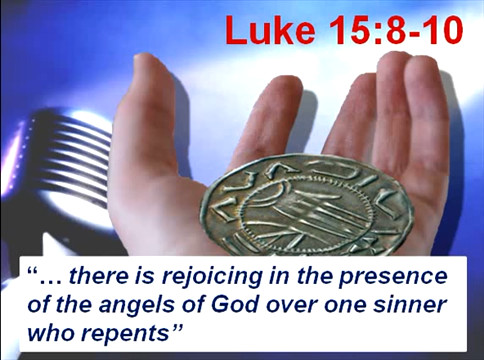 Luke 15:8-10
“… there is rejoicing in the presence
of the angels of God over one sinner
who repents”